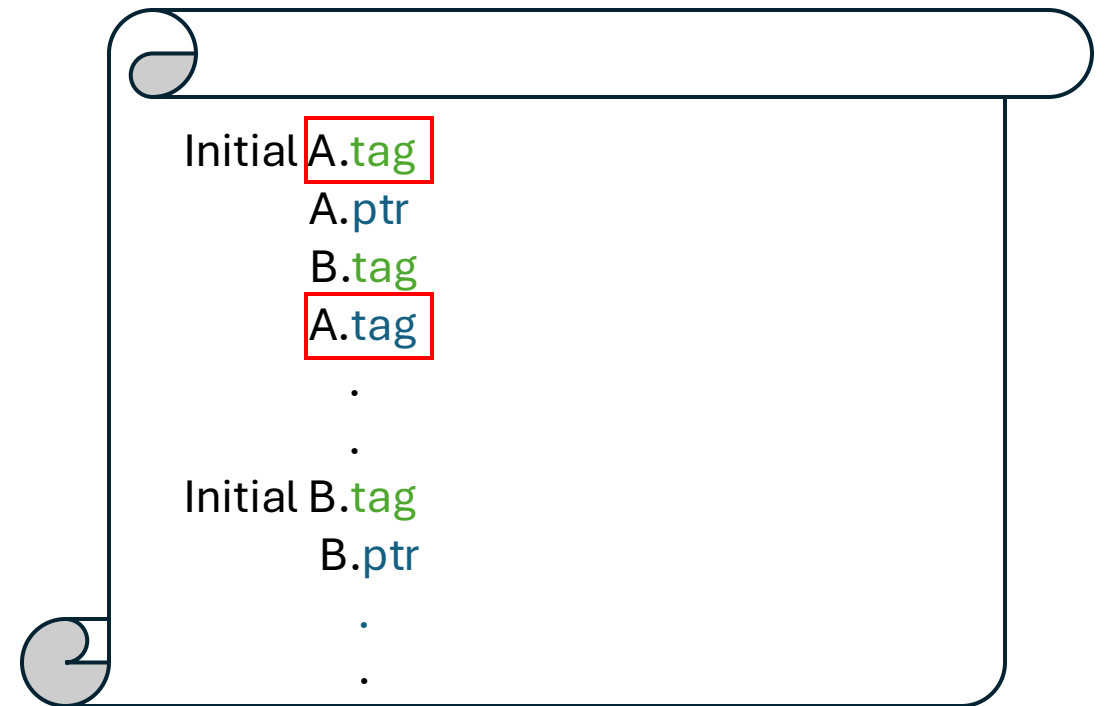 Initial A.tag
A.ptr
B.tag
A.tag
.
.
Initial B.tag
B.ptr
.
.